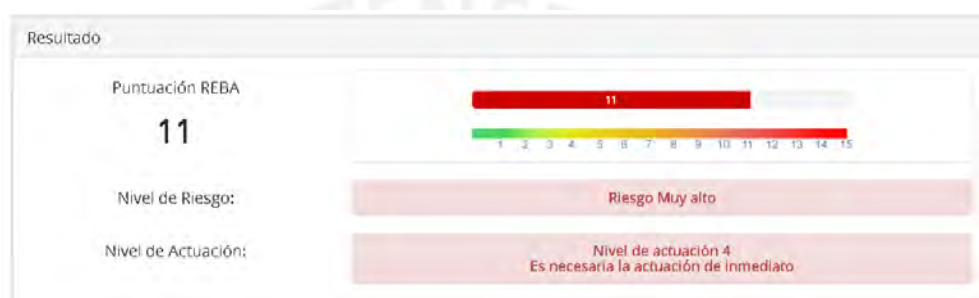 Resultado
Puntuación REBA
11
11
1 2 3 4 5 6 7 8 9 10 11 12 13 14 15
Nivel de Riesgo:
Riesgo Muy alto
Nivel de Actuación:
Nivel de actuación 4
Es necesaria la actuación de inmediato